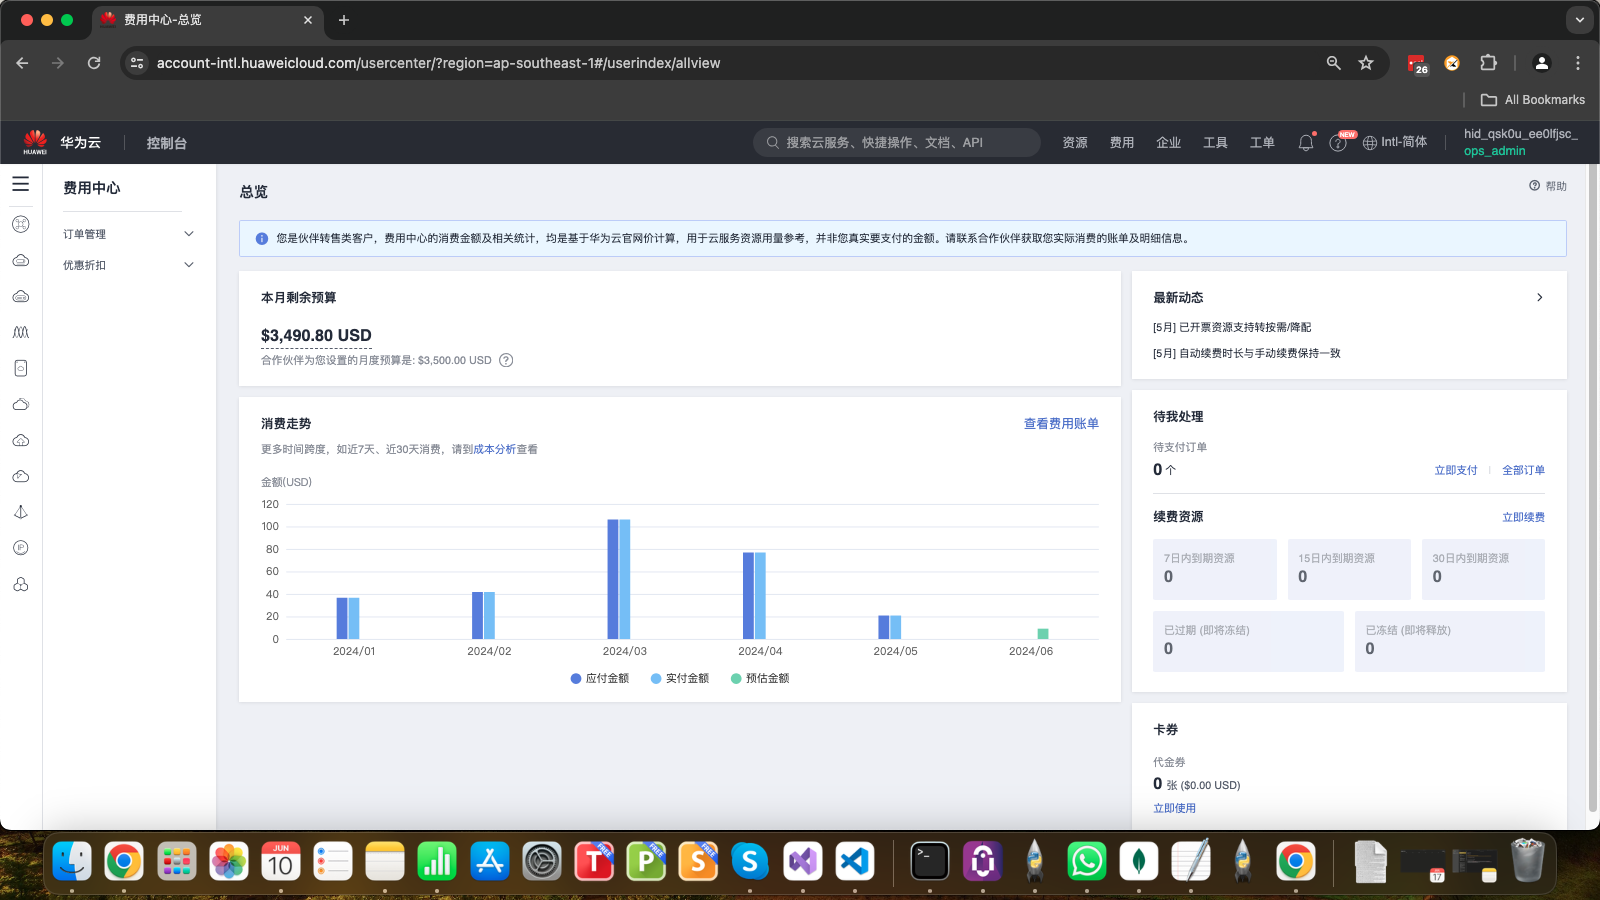 费用中心-总览
account-intl.huaweicloud.com/usercenter/?region=ap-southeast-1#/userindex/allview
26
All Bookmarks
HUAWEI
华为云
控制台
搜索云服务、快捷操作、文档、API
资源
费用
企业
工具
工单
NEW
Intl-简体
hid_qsk0u_ee0lfjsc_
ops_admin
费用中心
订单管理
优惠折扣
总览
帮助
您是伙伴转售类客户，费用中心的消费金额及相关统计，均是基于华为云官网价计算，用于云服务资源用量参考，并非您真实要支付的金额。请联系合作伙伴获取您实际消费的账单及明细信息。
本月剩余预算
$3,490.80 USD
合作伙伴为您设置的月度预算是: $3,500.00 USD
消费走势
查看费用账单
更多时间跨度，如近7天、近30天消费，请到成本分析查看
金额(USD)
120
100
80
60
40
20
0
2024/01
2024/02
2024/03
2024/04
2024/05
2024/06
应付金额
实付金额
预估金额
最新动态
[5月] 已开票资源支持转按需/降配
[5月] 自动续费时长与手动续费保持一致
待我处理
待支付订单
0 个
立即支付
全部订单
续费资源
立即续费
7日内到期资源
0
15日内到期资源
0
30日内到期资源
0
已过期 (即将冻结)
0
已冻结 (即将释放)
0
卡券
代金券
0 张 ($0.00 USD)
立即使用
IP
JUN
10
T FREE
P FREE
S FREE
S
17